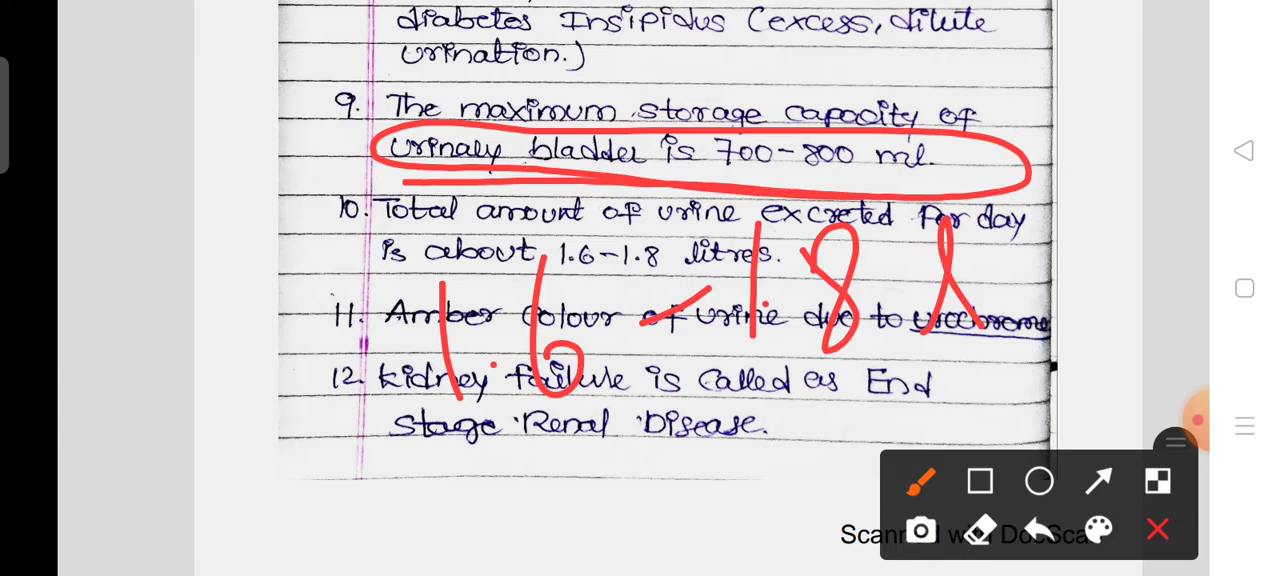 diabetes Insipidus (excess, dilute
urination.)
9. The maximum storage capacity of
urinary bladder is 700-800 ml.
10. Total amount of urine excreted per day
is about 1.6-1.8 litres.
1.6 - 1.8 l
11. Amber colour of urine due to urochrome
12. Kidney failure is called as End
Stage Renal Disease.
Scanned with DocSca